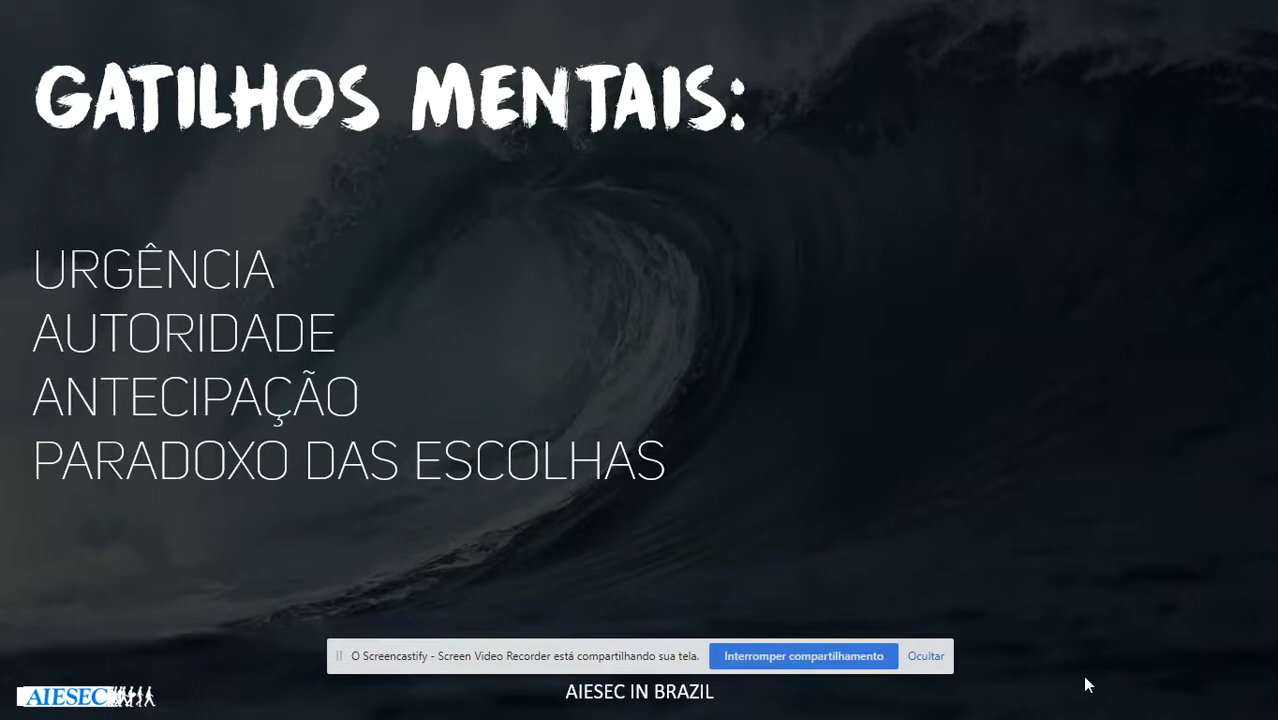 GATILHOS MENTAIS:
URGÊNCIA
AUTORIDADE
ANTECIPAÇÃO
PARADOXO DAS ESCOLHAS
O Screencastify - Screen Video Recorder está compartilhando sua tela. Interromper compartilhamento Ocultar
AIESEC AIESEC IN BRAZIL